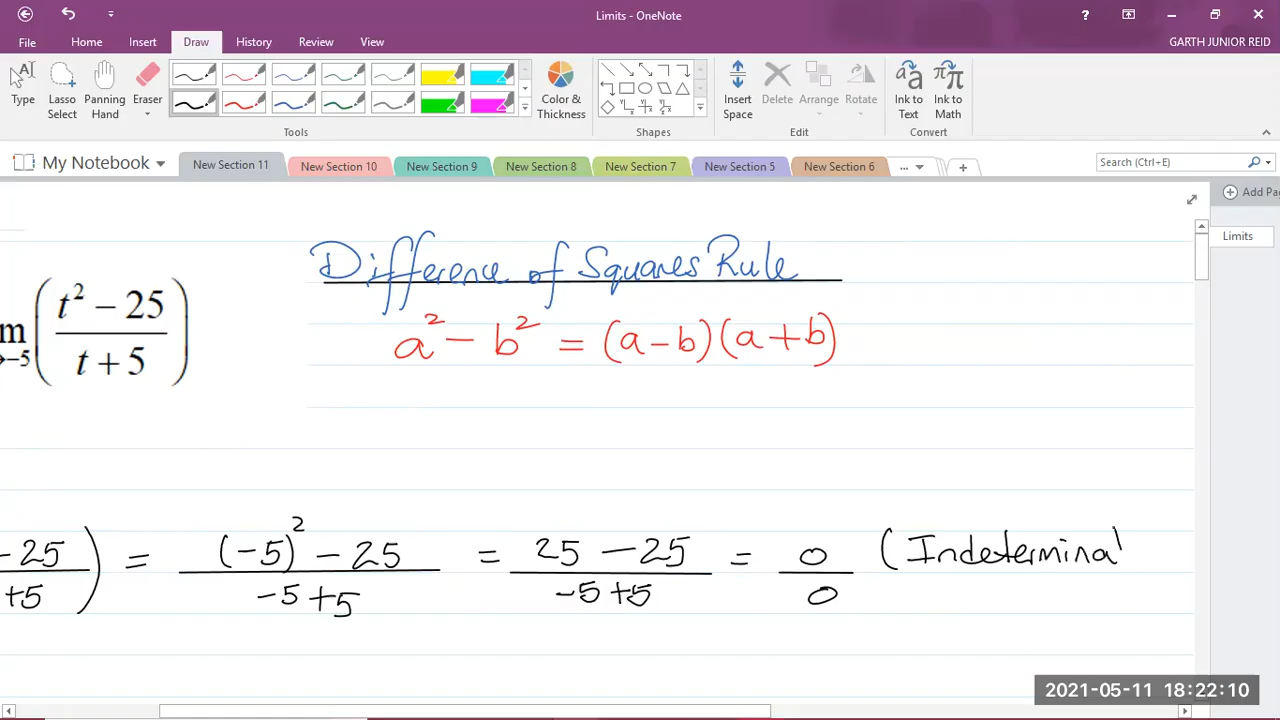 Limits - OneNote
?
File Home Insert Draw History Review View
GARTH JUNIOR REID
Type
Lasso Select
Panning Hand
Eraser
Color & Thickness
Insert Space
Delete
Arrange
Rotate
Ink to Text
Ink to Math
Tools
Shapes
Edit
Convert
My Notebook
New Section 11 New Section 10 New Section 9 New Section 8 New Section 7 New Section 5 New Section 6 ...
Search (Ctrl+E)
Add Pa
Limits
Difference of Squares Rule
m →-5 ( (t² − 25) / (t + 5) )
a² − b² = (a−b)(a+b)
- 25 / +5 ) = (-5)² − 25 / -5+5 = 25 − 25 / -5+5 = 0 / 0 (Indeterminat
2021-05-11 18:22:10